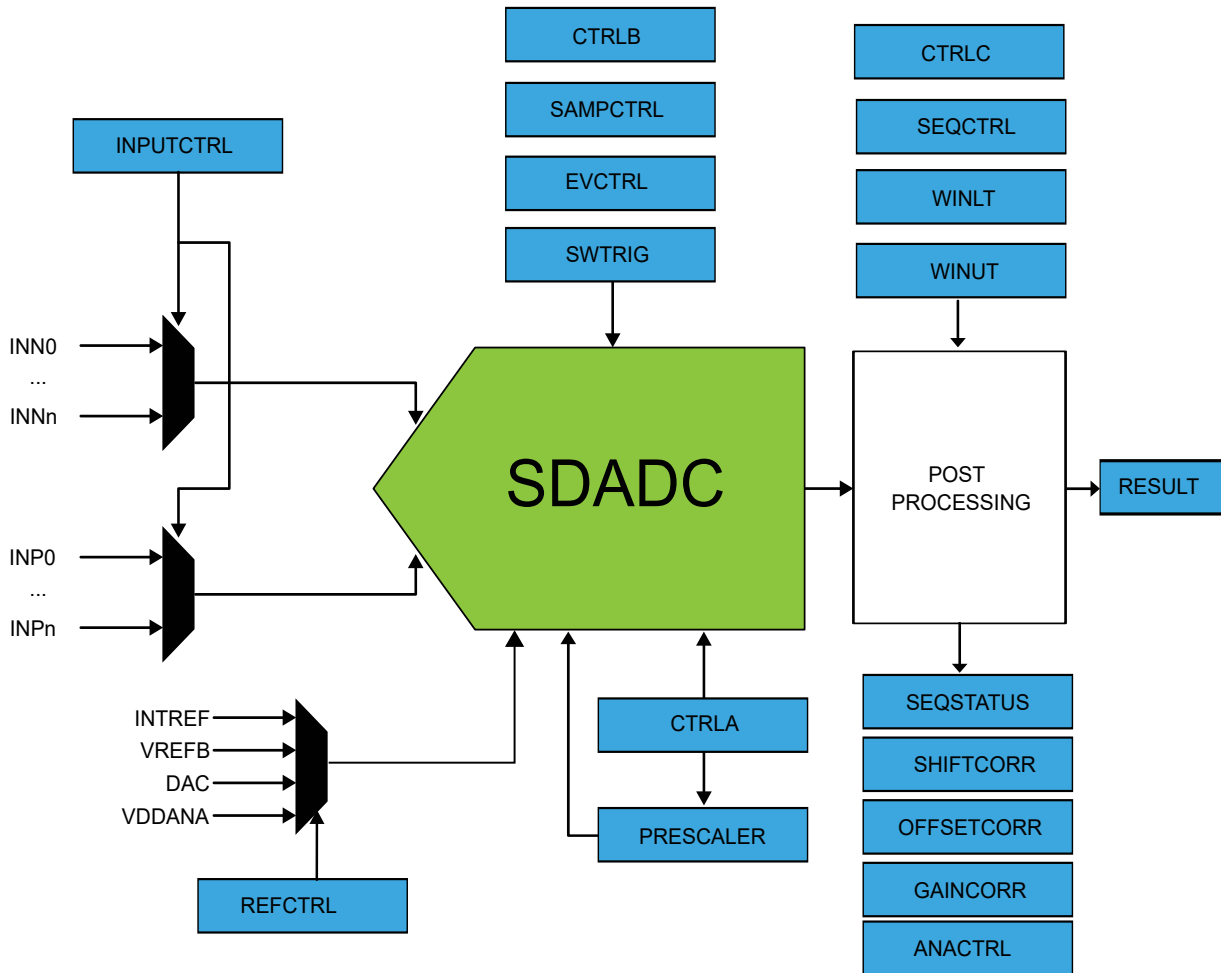 CTRLB
CTRLC
SAMPCTRL
SEQCTRL
INPUTCTRL
EVCTRL
WINLT
SWTRIG
WINUT
INN0
...
INNn
SDADC
POST
PROCESSING
RESULT
INP0
...
INPn
INTREF
VREFB
DAC
VDDANA
CTRLA
PRESCALER
REFCTRL
SEQSTATUS
SHIFTCORR
OFFSETCORR
GAINCORR
ANACTRL